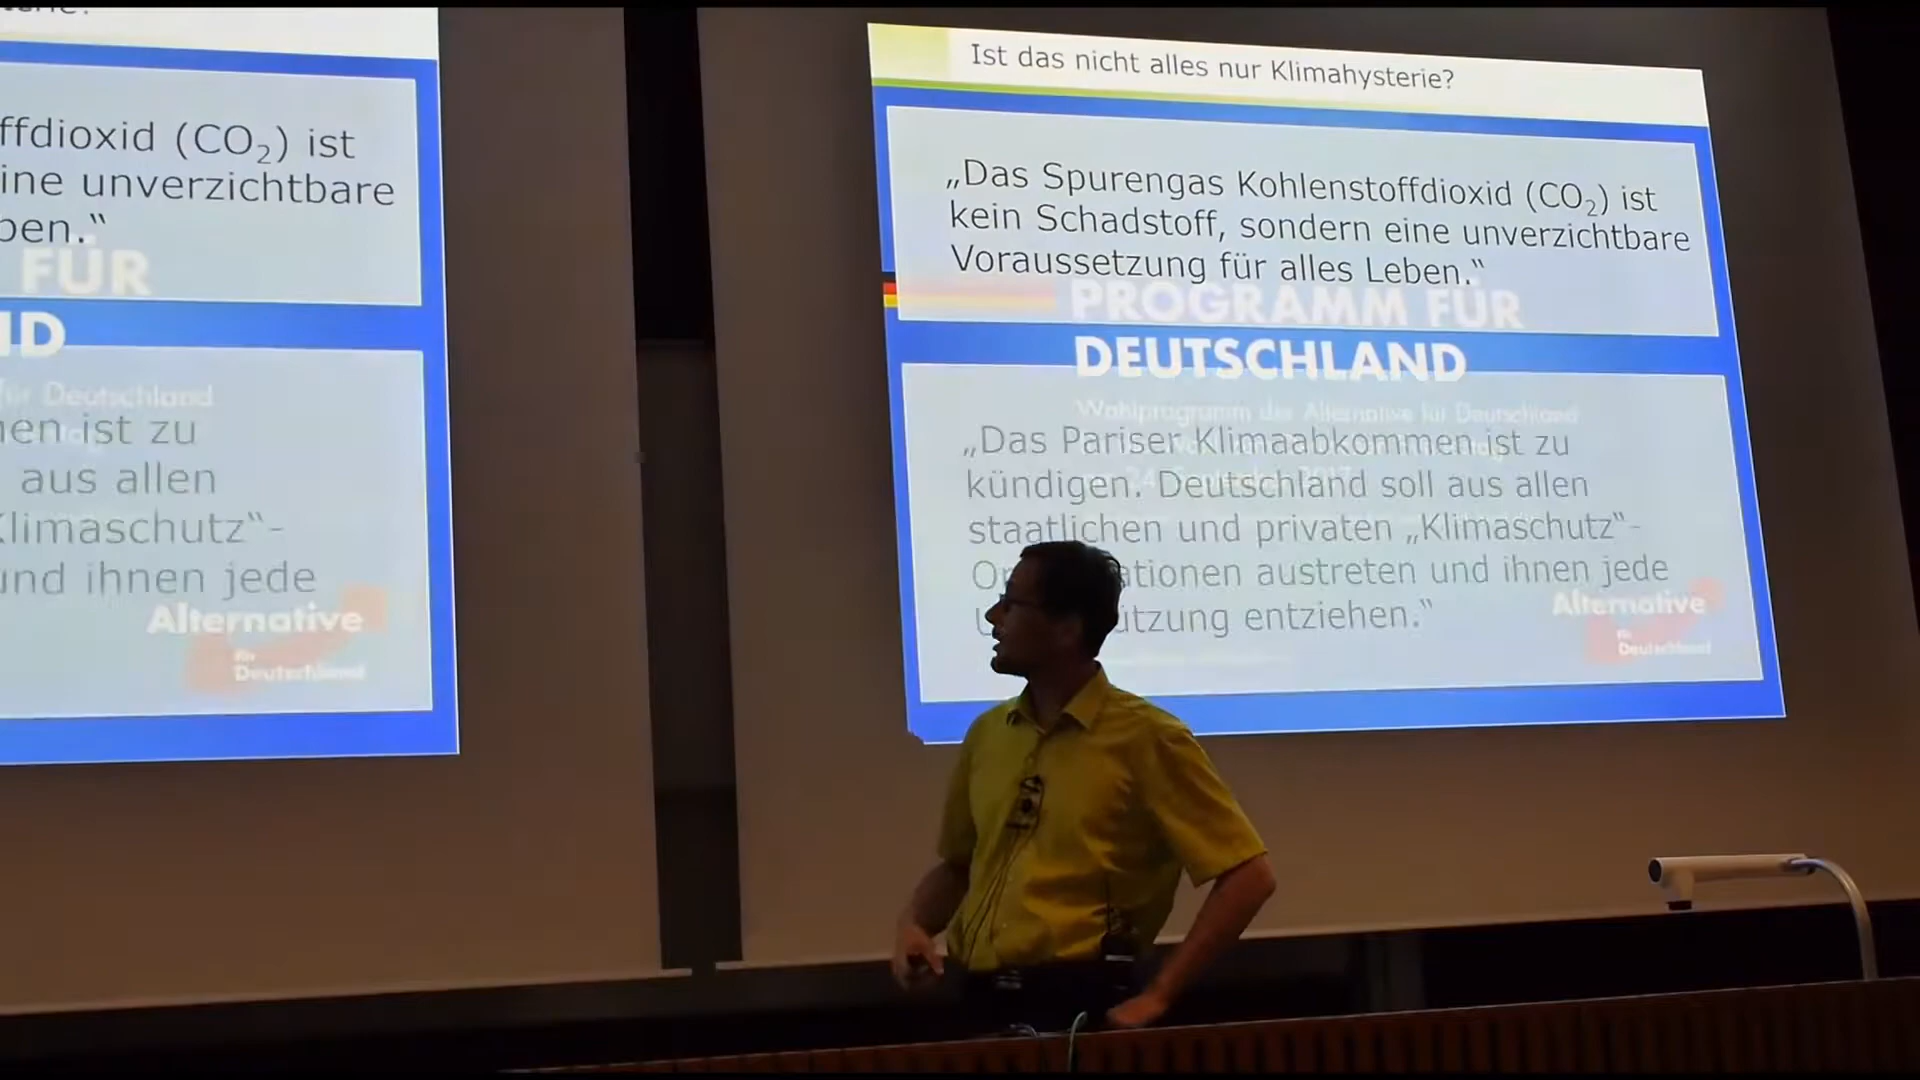 ffdioxid (CO₂) ist
ine unverzichtbare
ben.“
FÜR
ND
für Deutschland
en ist zu
aus allen
Klimaschutz“-
und ihnen jede
Alternative
für
Deutschland
Ist das nicht alles nur Klimahysterie?
„Das Spurengas Kohlenstoffdioxid (CO₂) ist
kein Schadstoff, sondern eine unverzichtbare
Voraussetzung für alles Leben.“
PROGRAMM FÜR
DEUTSCHLAND
Wahlprogramm der Alternative für Deutschland
„Das Pariser Klimaabkommen ist zu
kündigen. Deutschland soll aus allen
staatlichen und privaten „Klimaschutz“-
ationen austreten und ihnen jede
ützung entziehen.“
Alternative
für
Deutschland